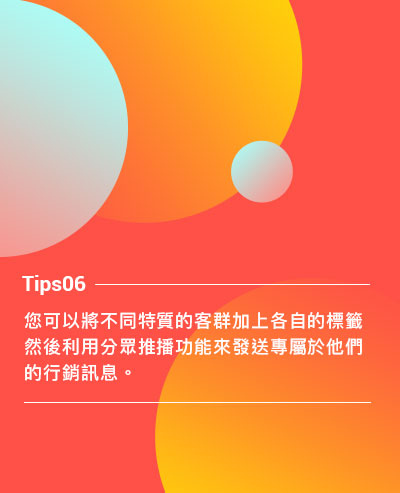 Tips06
您可以將不同特質的客群加上各自的標籤
然後利用分眾推播功能來發送專屬於他們
的行銷訊息。